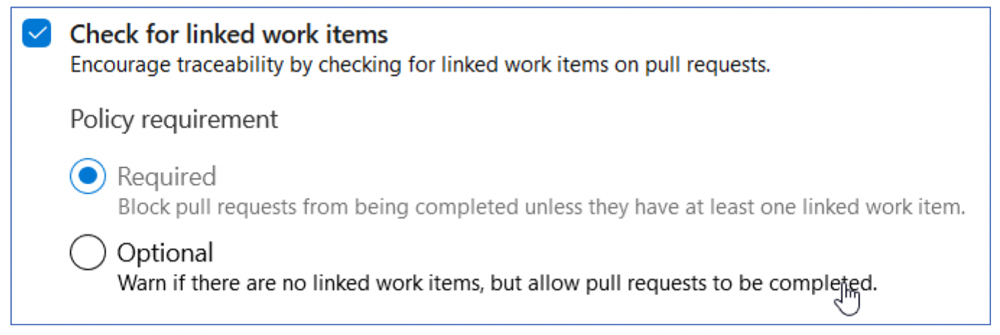 Check for linked work items
Encourage traceability by checking for linked work items on pull requests.
Policy requirement
Required
Block pull requests from being completed unless they have at least one linked work item.
Optional
Warn if there are no linked work items, but allow pull requests to be completed.